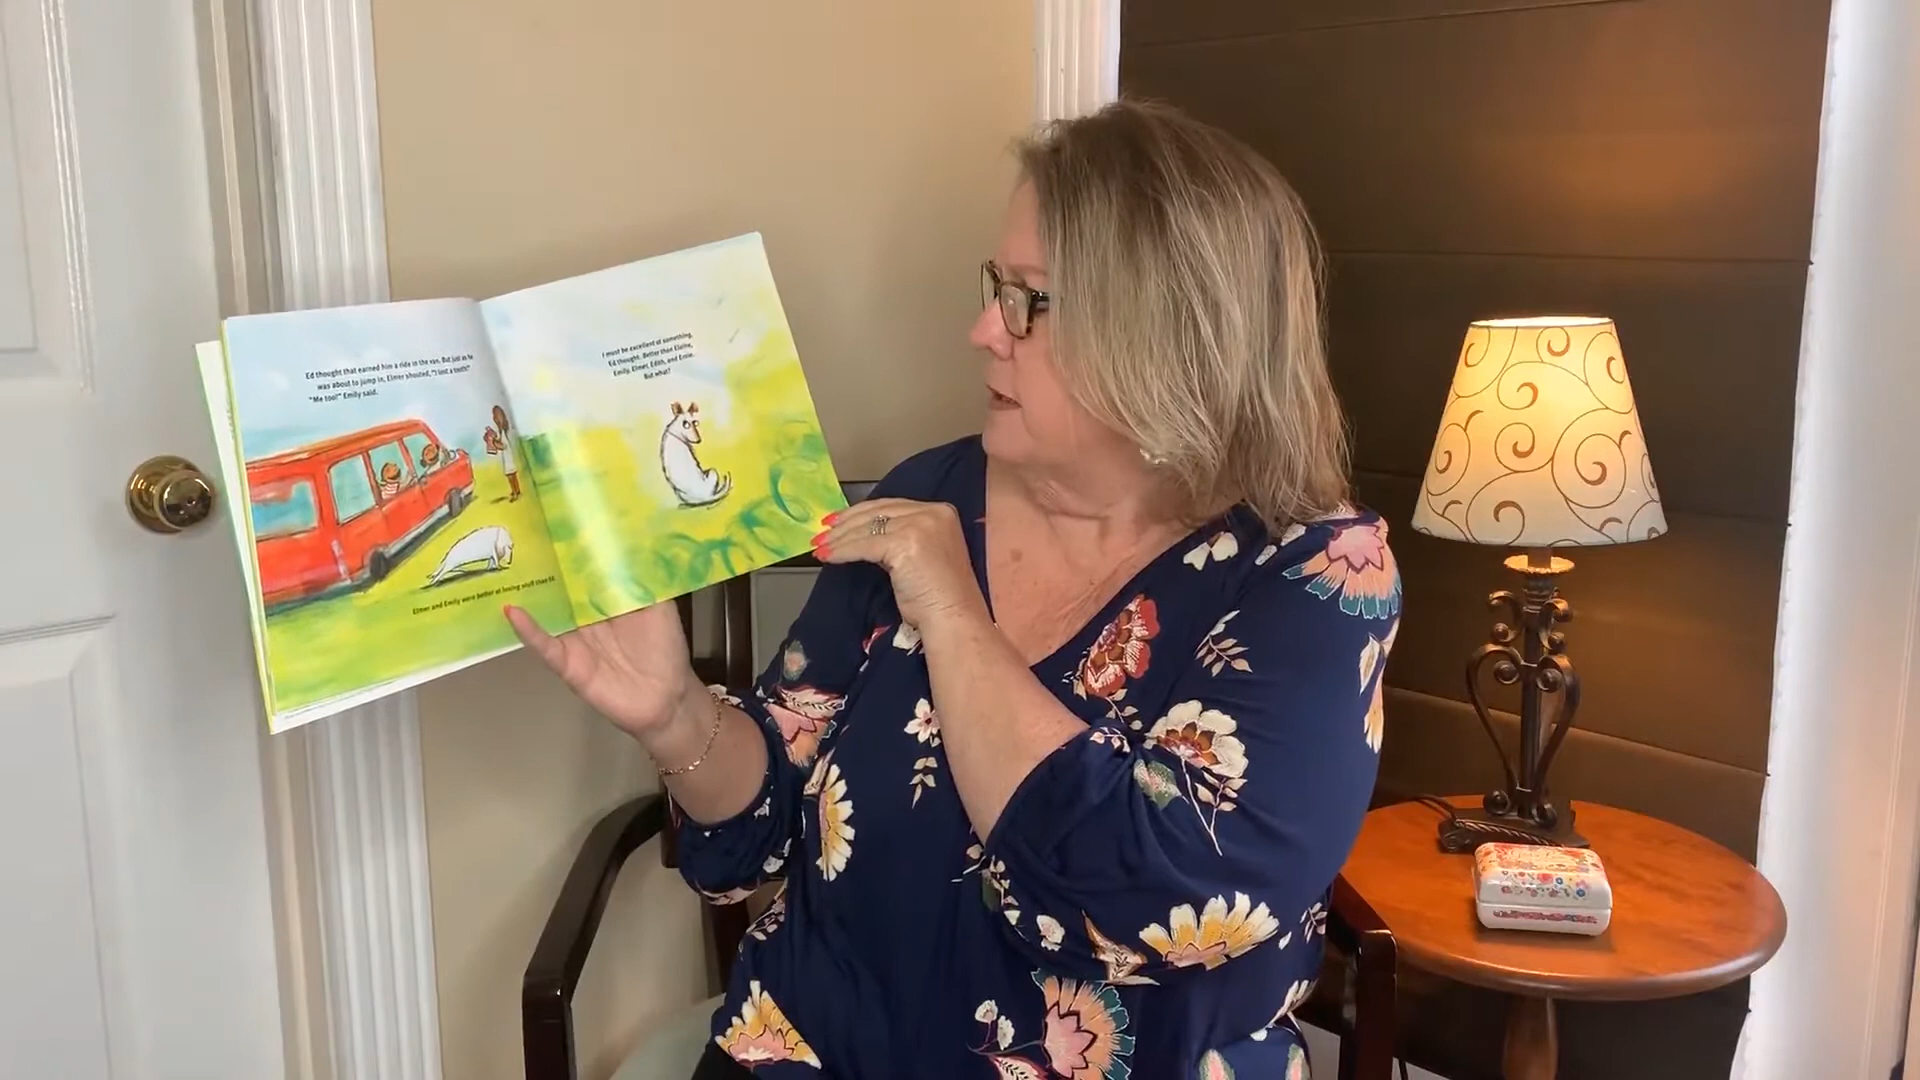 Ed thought that earned him a ride in the van. But just as he
was about to jump in, Elmer shouted, "I lost a tooth!"
"Me too!" Emily said.
Elmer and Emily were better at losing stuff than Ed.
I must be excellent at something,
Ed thought. Better than Elaine,
Emily, Elmer, Edith, and Ernie.
But what?